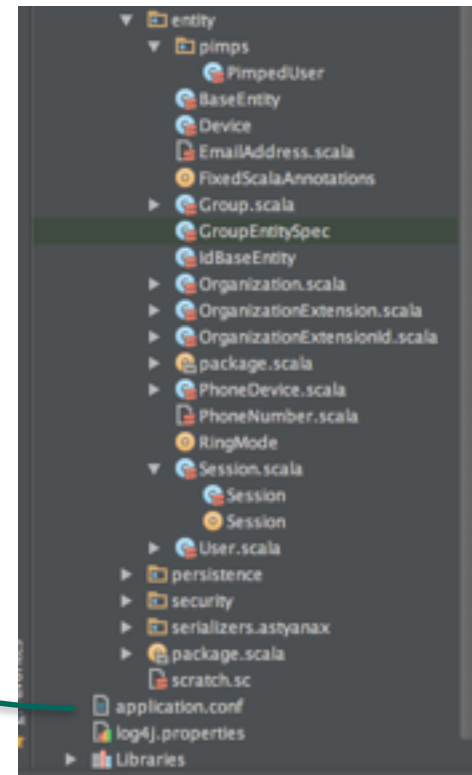 entity
pimps
PimpedUser
BaseEntity
Device
EmailAddress.scala
FixedScalaAnnotations
Group.scala
GroupEntitySpec
IdBaseEntity
Organization.scala
OrganizationExtension.scala
OrganizationExtensionId.scala
package.scala
PhoneDevice.scala
PhoneNumber.scala
RingMode
Session.scala
Session
Session
User.scala
persistence
security
serializers.astyanax
package.scala
scratch.sc
application.conf
log4j.properties
Libraries